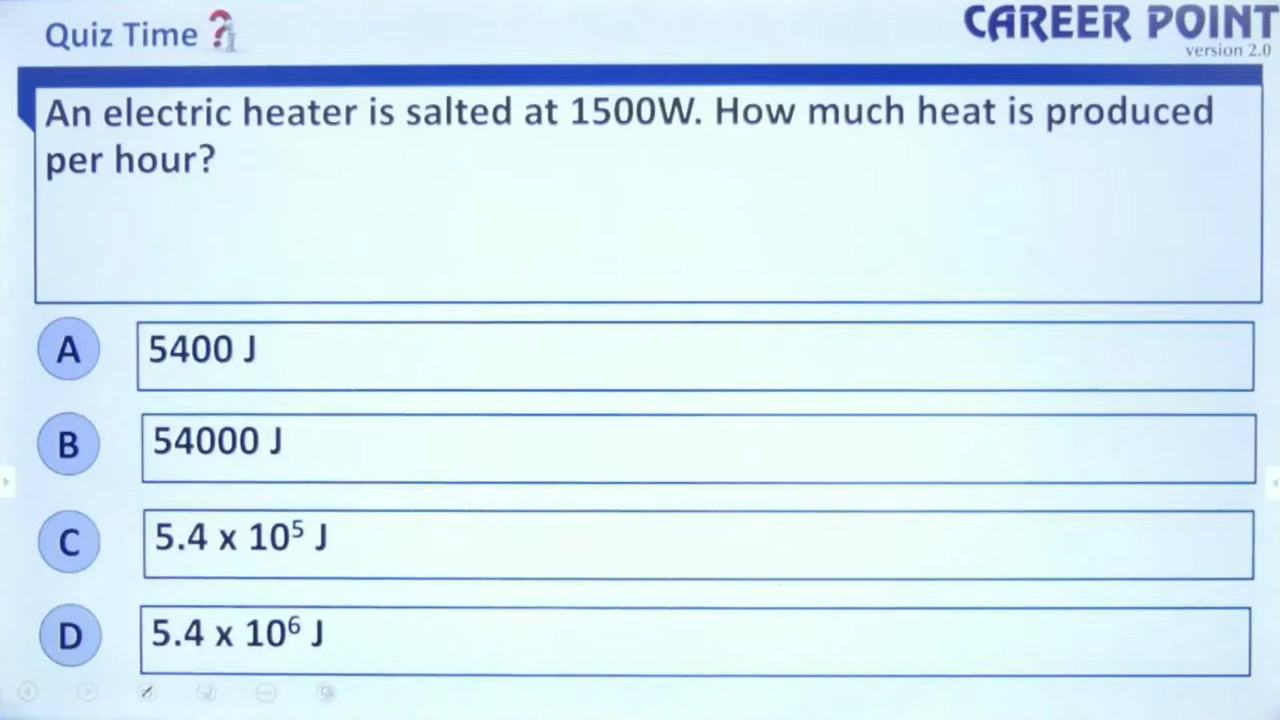 Quiz Time ?
CAREER POINT
version 2.0
An electric heater is salted at 1500W. How much heat is produced
per hour?
A 5400 J
B 54000 J
C 5.4 x 10⁵ J
D 5.4 x 10⁶ J